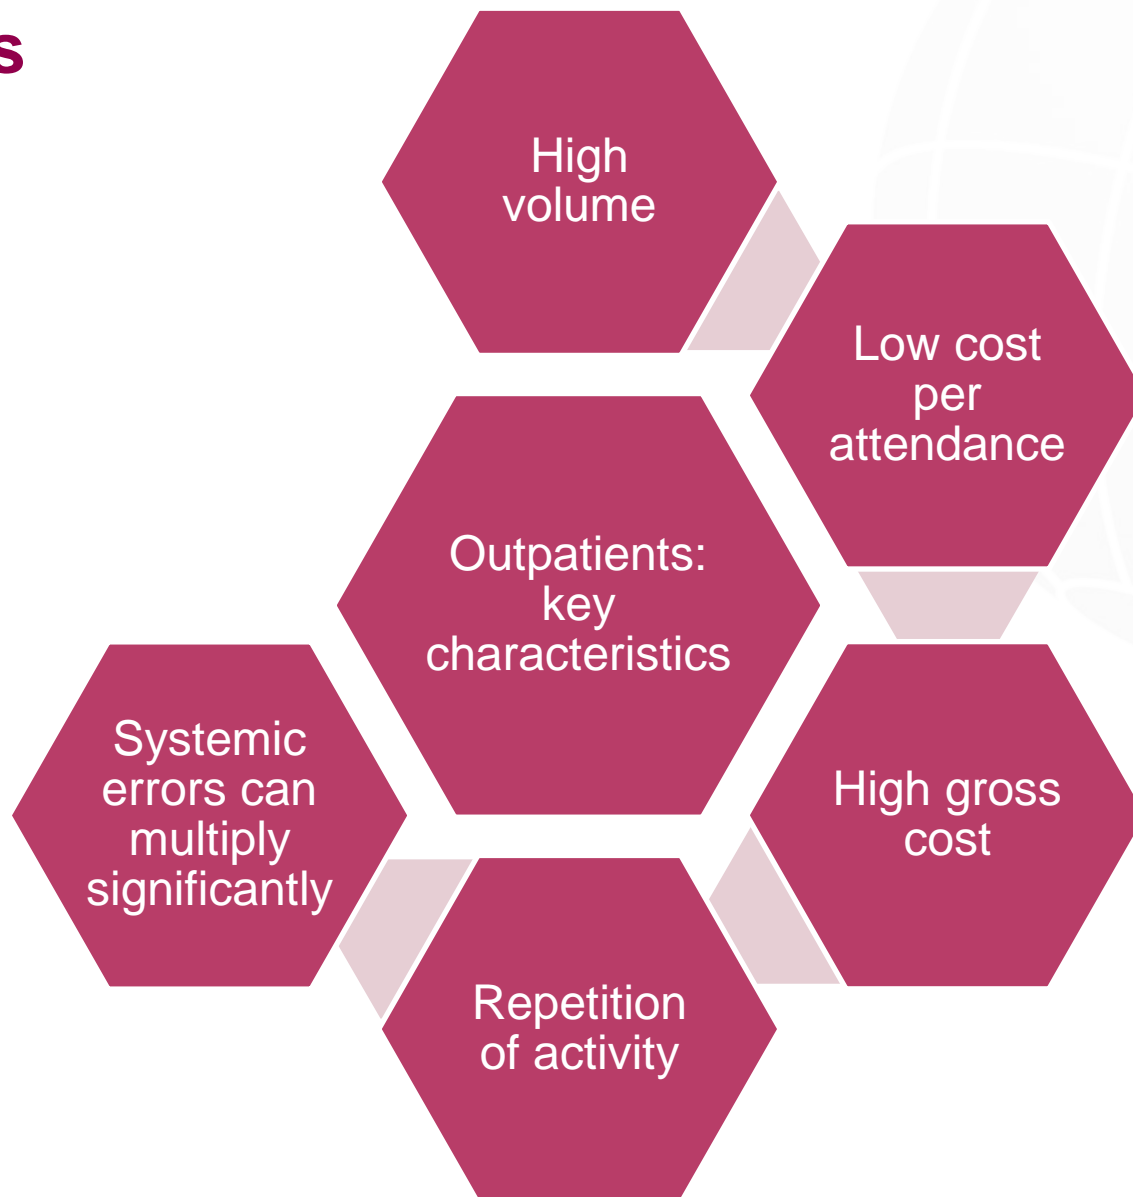 s
High
volume
Low cost
per
attendance
Outpatients:
key
characteristics
High gross
cost
Repetition
of activity
Systemic
errors can
multiply
significantly